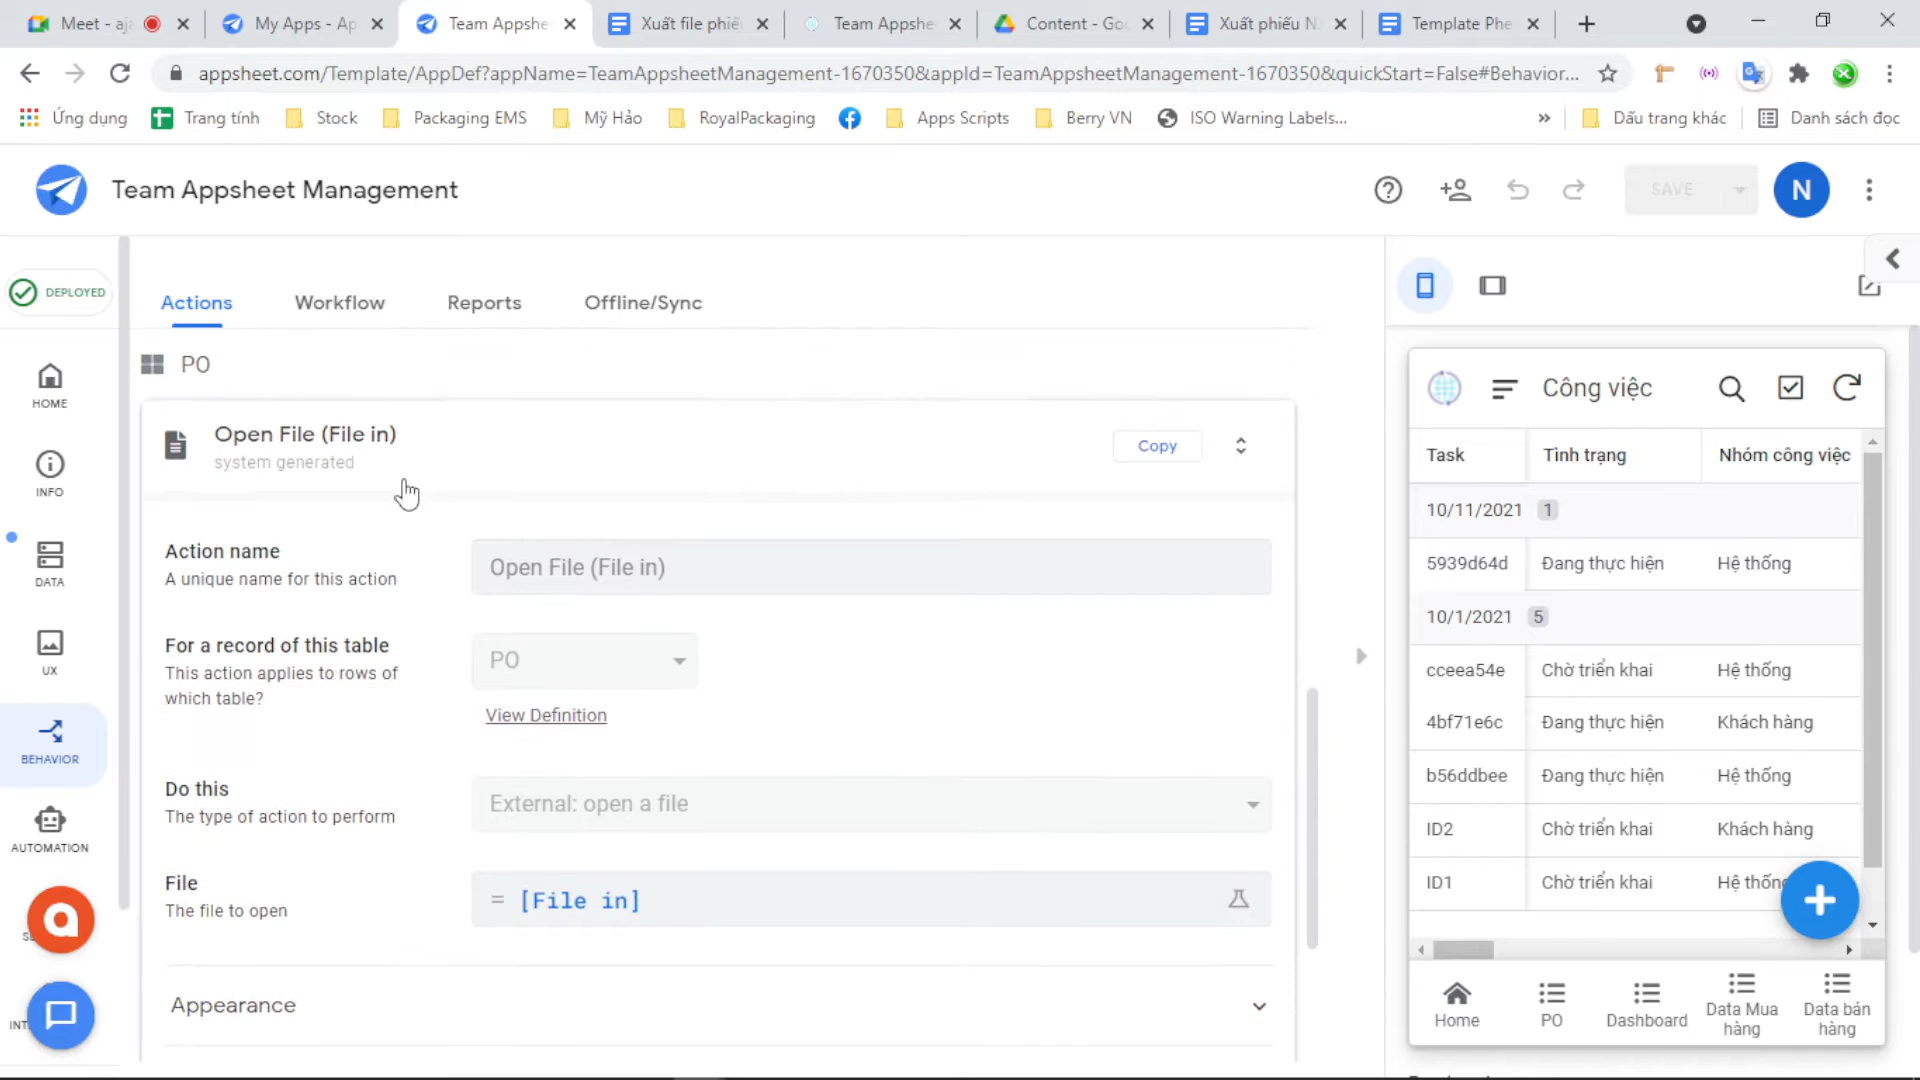 Meet - aja
My Apps - Ap
Team Appshe
Xuất file phiế
Team Appshe
Content - Goo
Xuất phiếu N
Template Phe
appsheet.com/Template/AppDef?appName=TeamAppsheetManagement-1670350&appId=TeamAppsheetManagement-1670350&quickStart=False#Behavior...
Ứng dụng
Trang tính
Stock
Packaging EMS
Mỹ Hảo
RoyalPackaging
Apps Scripts
Berry VN
ISO Warning Labels...
»
Dấu trang khác
Danh sách đọc
Team Appsheet Management
SAVE
N
DEPLOYED
HOME
INFO
DATA
UX
BEHAVIOR
AUTOMATION
INT
Actions
Workflow
Reports
Offline/Sync
PO
Open File (File in)
system generated
Copy
Action name
A unique name for this action
Open File (File in)
For a record of this table
This action applies to rows of
which table?
PO
View Definition
Do this
The type of action to perform
External: open a file
File
The file to open
= [File in]
Appearance
Công việc
Task Tình trạng Nhóm công việc
10/11/2021 1
5939d64d Đang thực hiện Hệ thống
10/1/2021 5
cceea54e Chờ triển khai Hệ thống
4bf71e6c Đang thực hiện Khách hàng
b56ddbee Đang thực hiện Hệ thống
ID2 Chờ triển khai Khách hàng
ID1 Chờ triển khai Hệ thống
Home
PO
Dashboard
Data Mua
hàng
Data bán
hàng